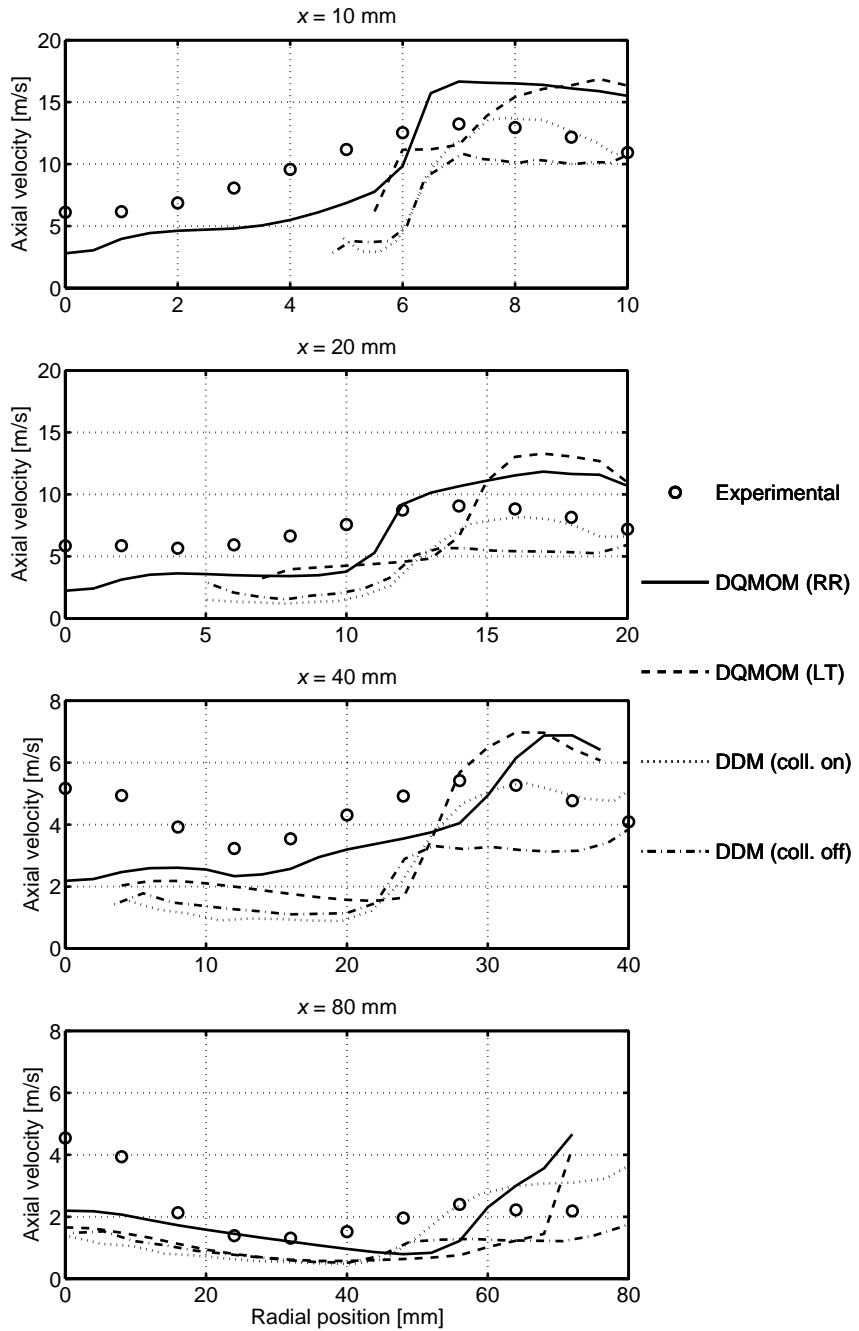 x = 10 mm
Axial velocity [m/s]
20
15
10
5
0
0 2 4 6 8 10
x = 20 mm
Axial velocity [m/s]
20
15
10
5
0
0 5 10 15 20
x = 40 mm
Axial velocity [m/s]
8
6
4
2
0
0 10 20 30 40
x = 80 mm
Axial velocity [m/s]
8
6
4
2
0
0 20 40 60 80
Radial position [mm]
Experimental
DQMOM (RR)
DQMOM (LT)
DDM (coll. on)
DDM (coll. off)